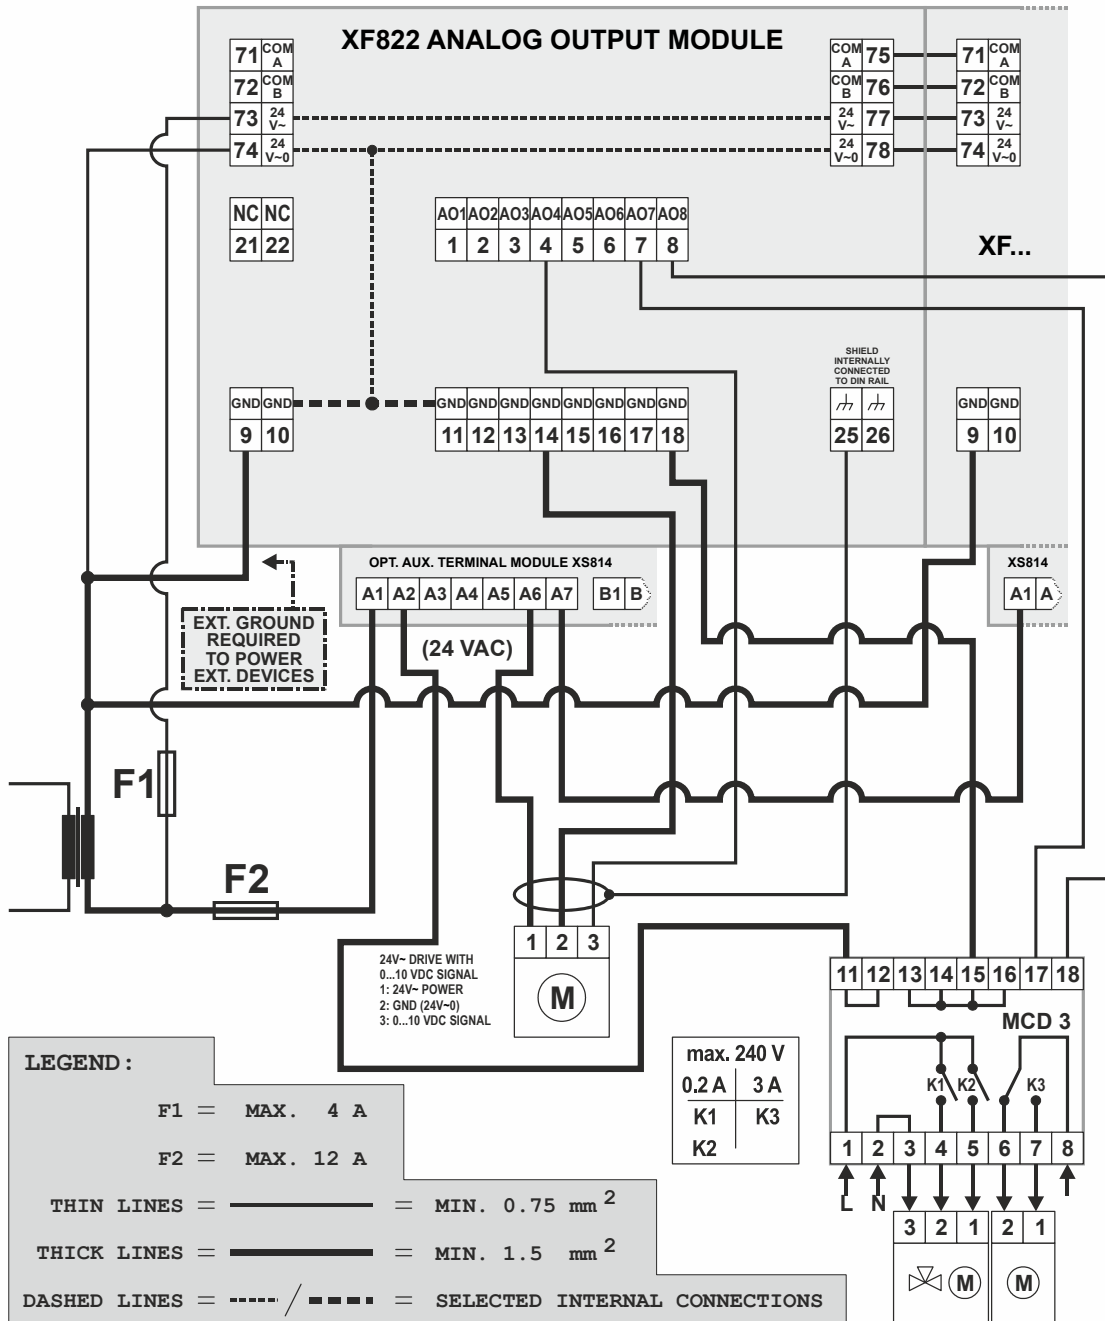 XF822 ANALOG OUTPUT MODULE
71 COM A
72 COM B
73 24 V~
74 24 V~0
COM A 75
COM B 76
24 V~ 77
24 V~0 78
71 COM A
72 COM B
73 24 V~
74 24 V~0
NC NC
21 22
AO1 AO2 AO3 AO4 AO5 AO6 AO7 AO8
1 2 3 4 5 6 7 8
XF...
SHIELD
INTERNALLY
CONNECTED
TO DIN RAIL
GND GND
9 10
GND GND GND GND GND GND GND GND
11 12 13 14 15 16 17 18
25 26
GND GND
9 10
OPT. AUX. TERMINAL MODULE XS814
A1 A2 A3 A4 A5 A6 A7 B1 B
XS814
A1 A
(24 VAC)
EXT. GROUND
REQUIRED
TO POWER
EXT. DEVICES
F1
F2
1 2 3
M
24V~ DRIVE WITH
0...10 VDC SIGNAL
1: 24V~ POWER
2: GND (24V~0)
3: 0...10 VDC SIGNAL
11 12 13 14 15 16 17 18
MCD 3
K1 K2 K3
1 2 3 4 5 6 7 8
L N
3 2 1
M
2 1
M
max. 240 V
0.2 A 3 A
K1 K3
K2
LEGEND:
F1 = MAX. 4 A
F2 = MAX. 12 A
THIN LINES = = MIN. 0.75 mm²
THICK LINES = = MIN. 1.5 mm²
DASHED LINES = / = SELECTED INTERNAL CONNECTIONS